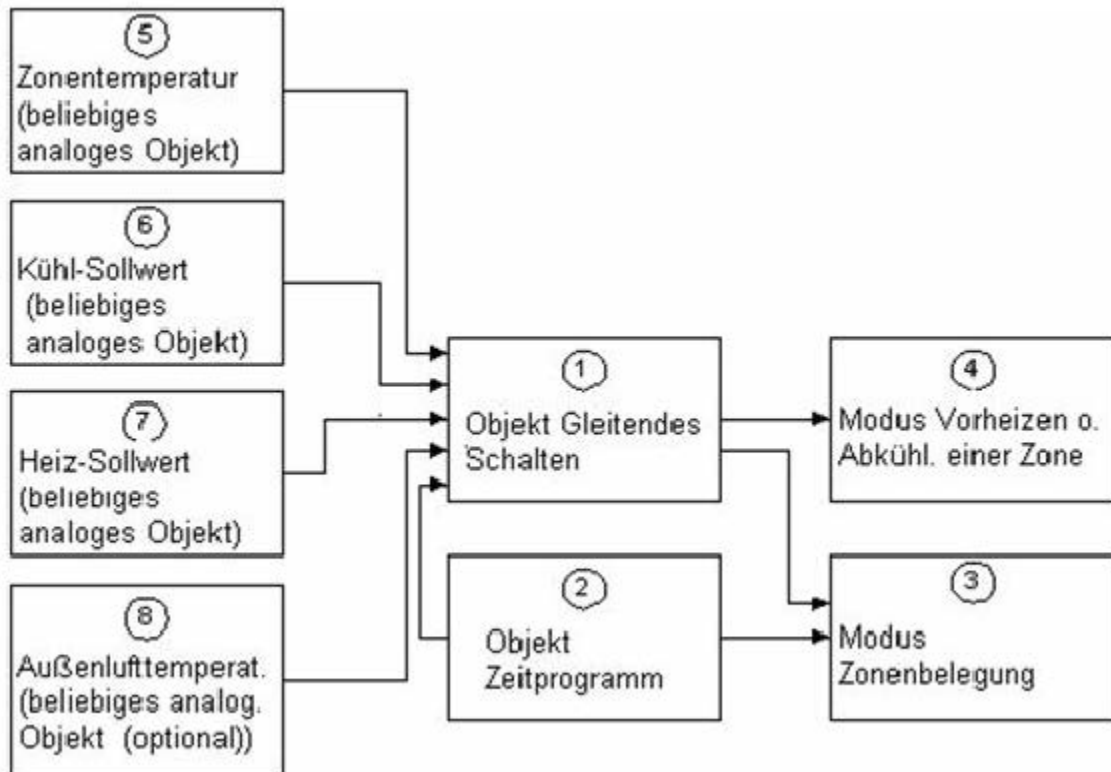 5
Zonentemperatur
(beliebiges
analoges Objekt)
6
Kühl-Sollwert
(beliebiges
analoges Objekt)
7
Heiz-Sollwert
(beliebiges
analoges Objekt)
8
Außenlufttemperat.
(beliebiges analog.
Objekt (optional))
1
Objekt Gleitendes
Schalten
2
Objekt
Zeitprogramm
4
Modus Vorheizen o.
Abkühl. einer Zone
3
Modus
Zonenbelegung